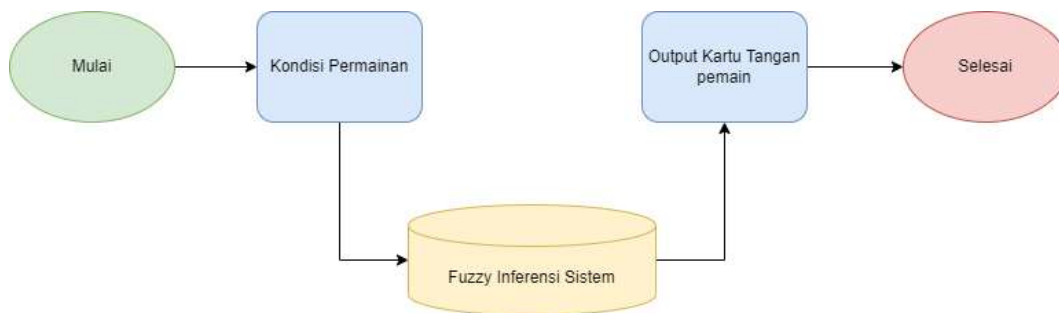 Mulai
Kondisi Permainan
Fuzzy Inferensi Sistem
Output Kartu Tangan
pemain
Selesai